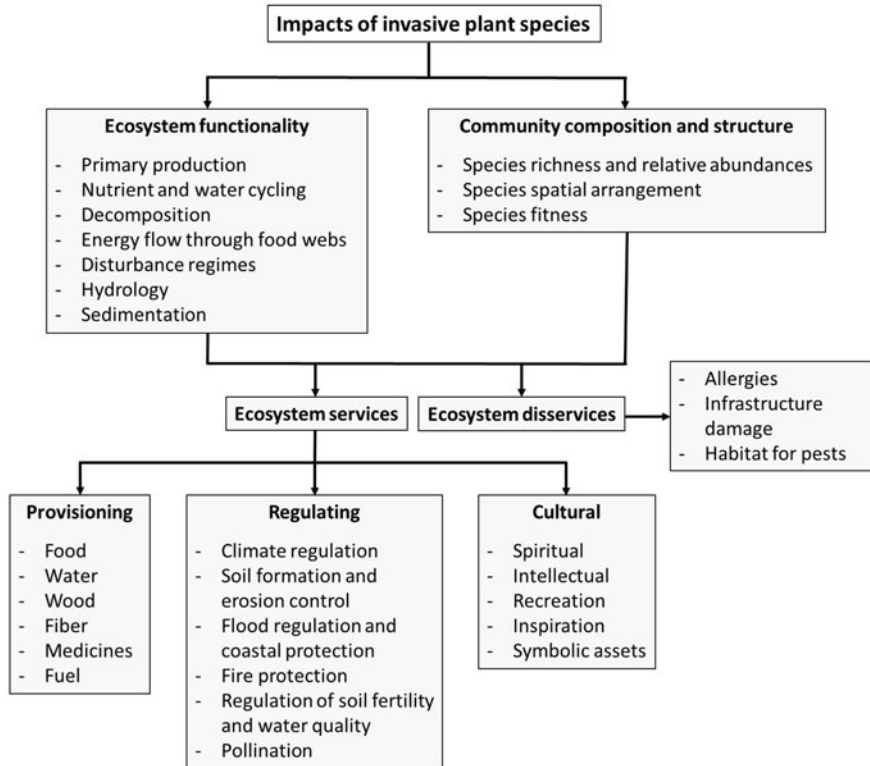 Impacts of invasive plant species
Ecosystem functionality
- Primary production
- Nutrient and water cycling
- Decomposition
- Energy flow through food webs
- Disturbance regimes
- Hydrology
- Sedimentation
Community composition and structure
- Species richness and relative abundances
- Species spatial arrangement
- Species fitness
Ecosystem services
Ecosystem disservices
- Allergies
- Infrastructure
damage
- Habitat for pests
Provisioning
- Food
- Water
- Wood
- Fiber
- Medicines
- Fuel
Regulating
- Climate regulation
- Soil formation and
erosion control
- Flood regulation and
coastal protection
- Fire protection
- Regulation of soil fertility
and water quality
- Pollination
Cultural
- Spiritual
- Intellectual
- Recreation
- Inspiration
- Symbolic assets